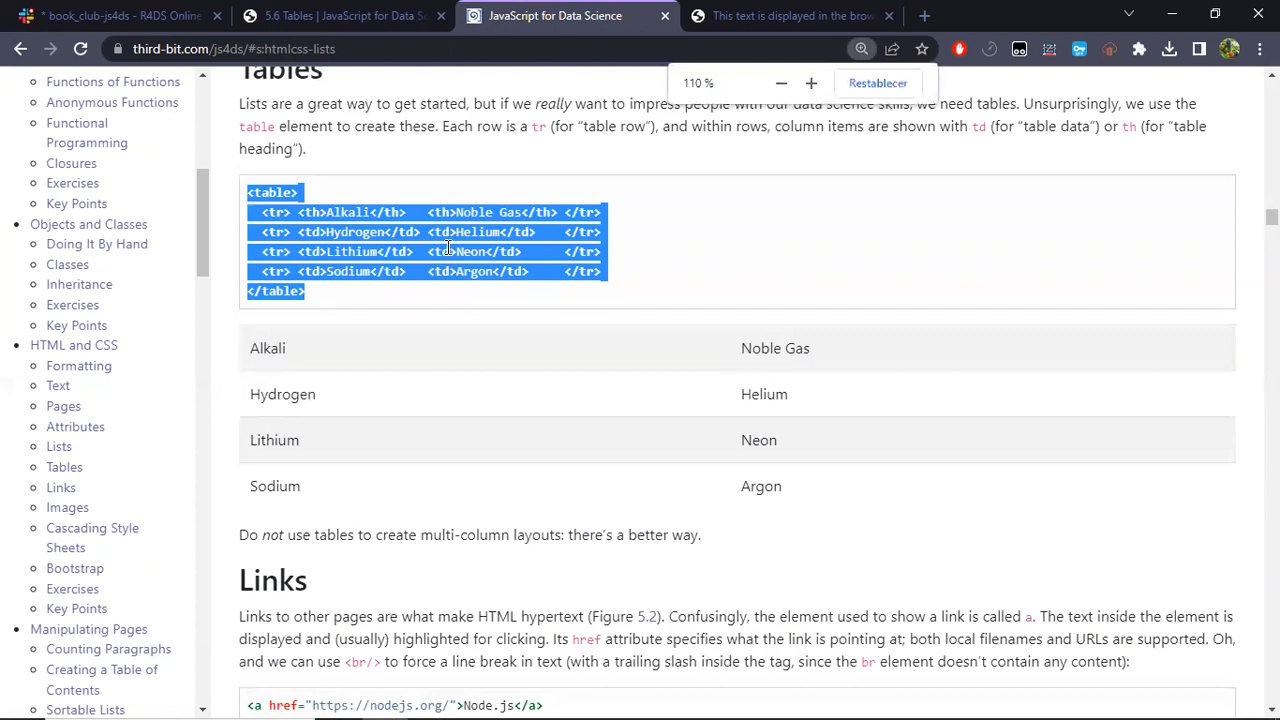 * book_club-js4ds - R4DS Online
5.6 Tables | JavaScript for Data S
JavaScript for Data Science
This text is displayed in the brow
third-bit.com/js4ds/#s:htmlcss-lists
110 %
Restablecer
Functions of Functions
Anonymous Functions
Functional
Programming
Closures
Exercises
Key Points
Objects and Classes
Doing It By Hand
Classes
Inheritance
Exercises
Key Points
HTML and CSS
Formatting
Text
Pages
Attributes
Lists
Tables
Links
Images
Cascading Style
Sheets
Bootstrap
Exercises
Key Points
Manipulating Pages
Counting Paragraphs
Creating a Table of
Contents
Sortable Lists
Tables
Lists are a great way to get started, but if we really want to impress people with our data science skills, we need tables. Unsurprisingly, we use the
table element to create these. Each row is a tr (for “table row”), and within rows, column items are shown with td (for “table data”) or th (for “table
heading”).
<table>
<tr> <th>Alkali</th> <th>Noble Gas</th> </tr>
<tr> <td>Hydrogen</td> <td>Helium</td> </tr>
<tr> <td>Lithium</td> <td>Neon</td> </tr>
<tr> <td>Sodium</td> <td>Argon</td> </tr>
</table>
Alkali Noble Gas
Hydrogen Helium
Lithium Neon
Sodium Argon
Do not use tables to create multi-column layouts: there’s a better way.
Links
Links to other pages are what make HTML hypertext (Figure 5.2). Confusingly, the element used to show a link is called a. The text inside the element is
displayed and (usually) highlighted for clicking. Its href attribute specifies what the link is pointing at; both local filenames and URLs are supported. Oh,
and we can use <br/> to force a line break in text (with a trailing slash inside the tag, since the br element doesn’t contain any content):
<a href="https://nodejs.org/">Node.js</a>